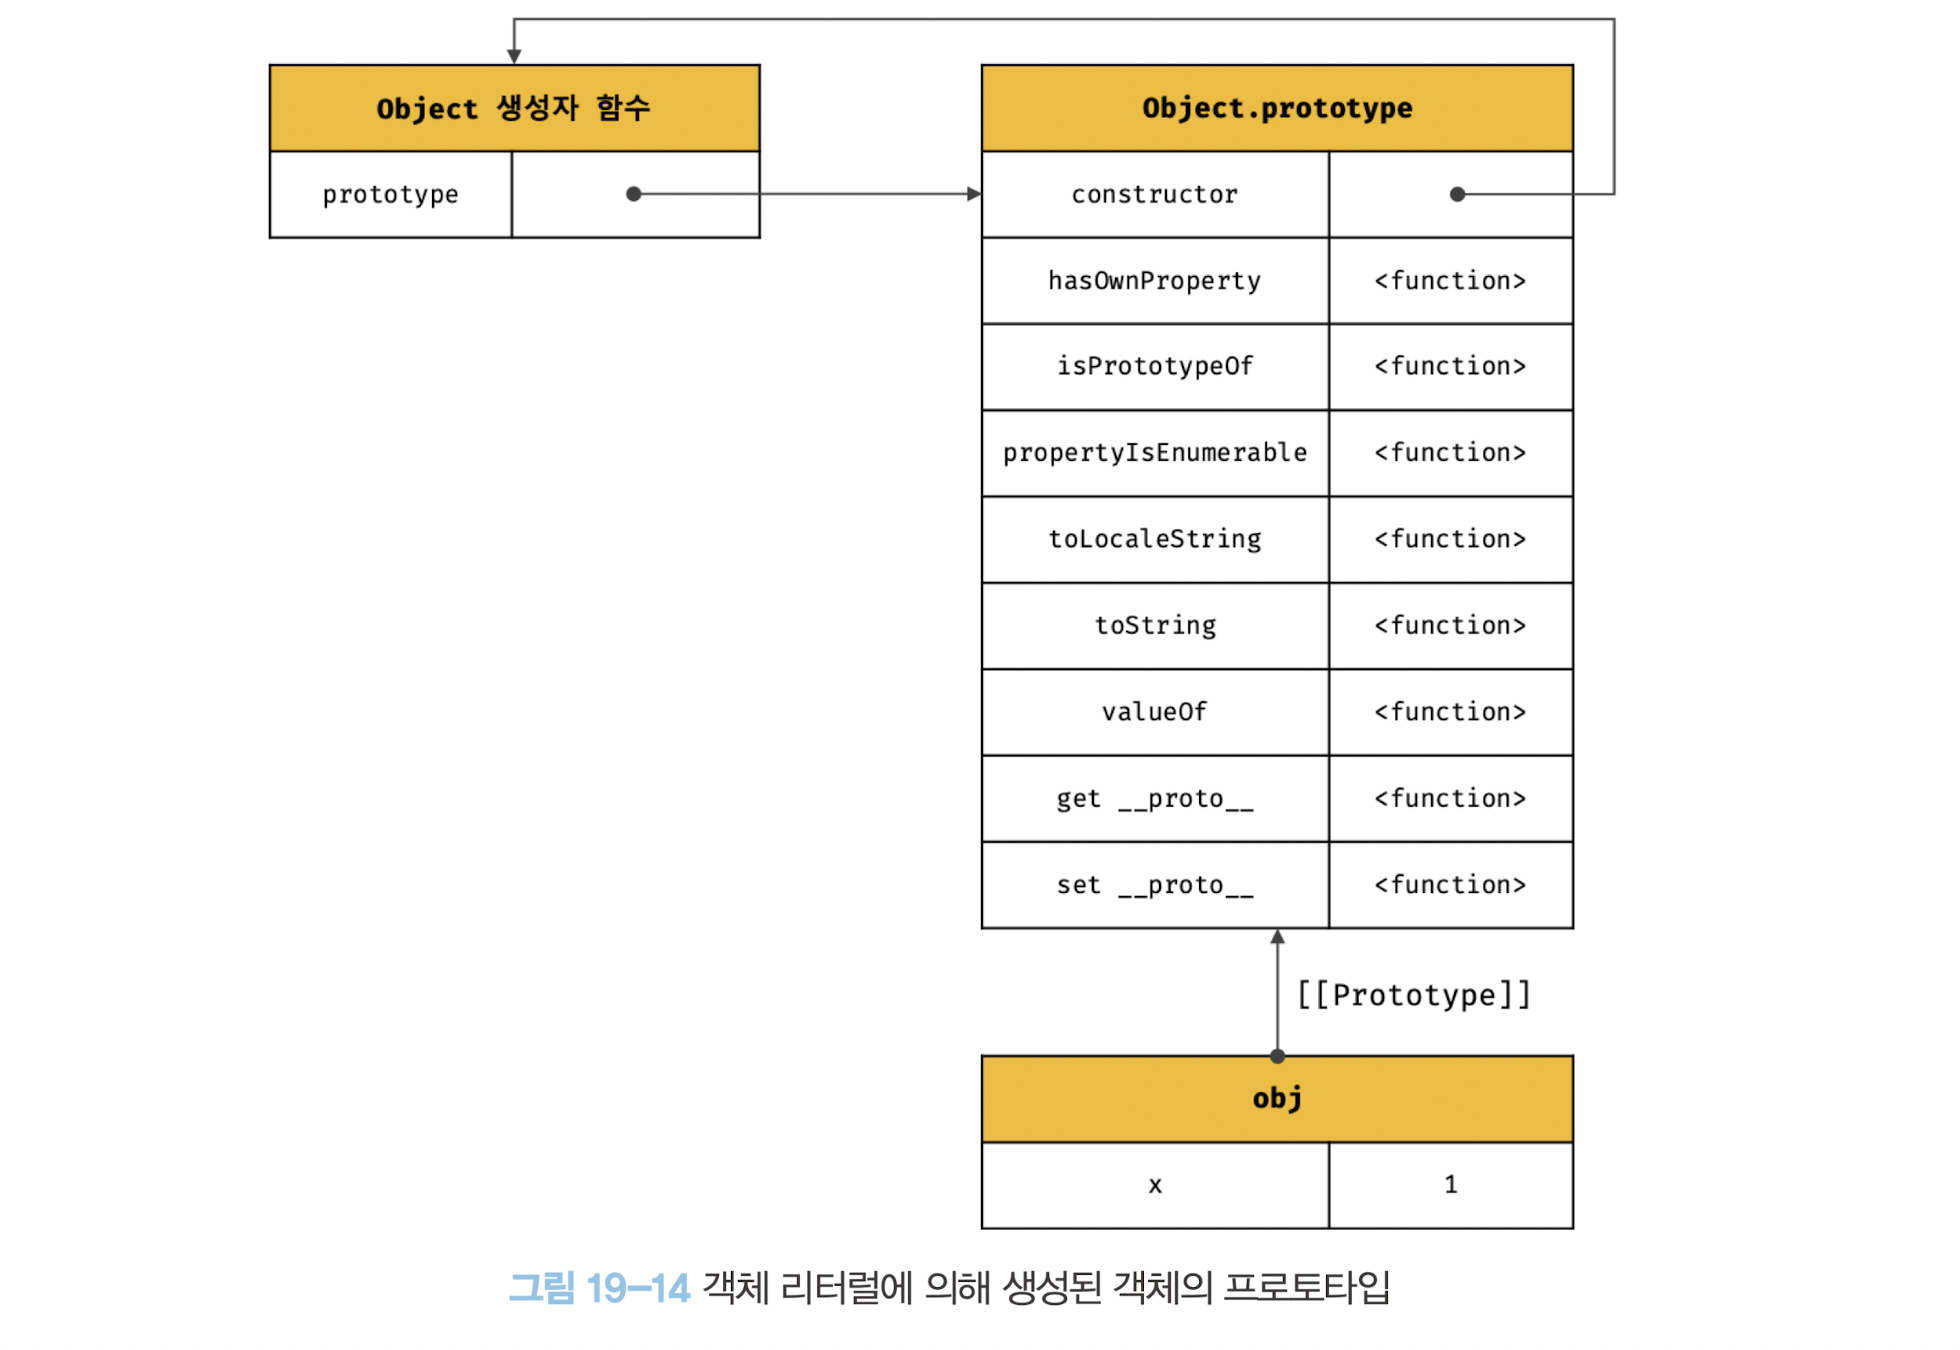 Object 생성자 함수
prototype
Object.prototype
constructor
hasOwnProperty <function>
isPrototypeOf <function>
propertyIsEnumerable <function>
toLocaleString <function>
toString <function>
valueOf <function>
get __proto__ <function>
set __proto__ <function>
[[Prototype]]
obj
x 1
그림 19–14 객체 리터럴에 의해 생성된 객체의 프로토타입